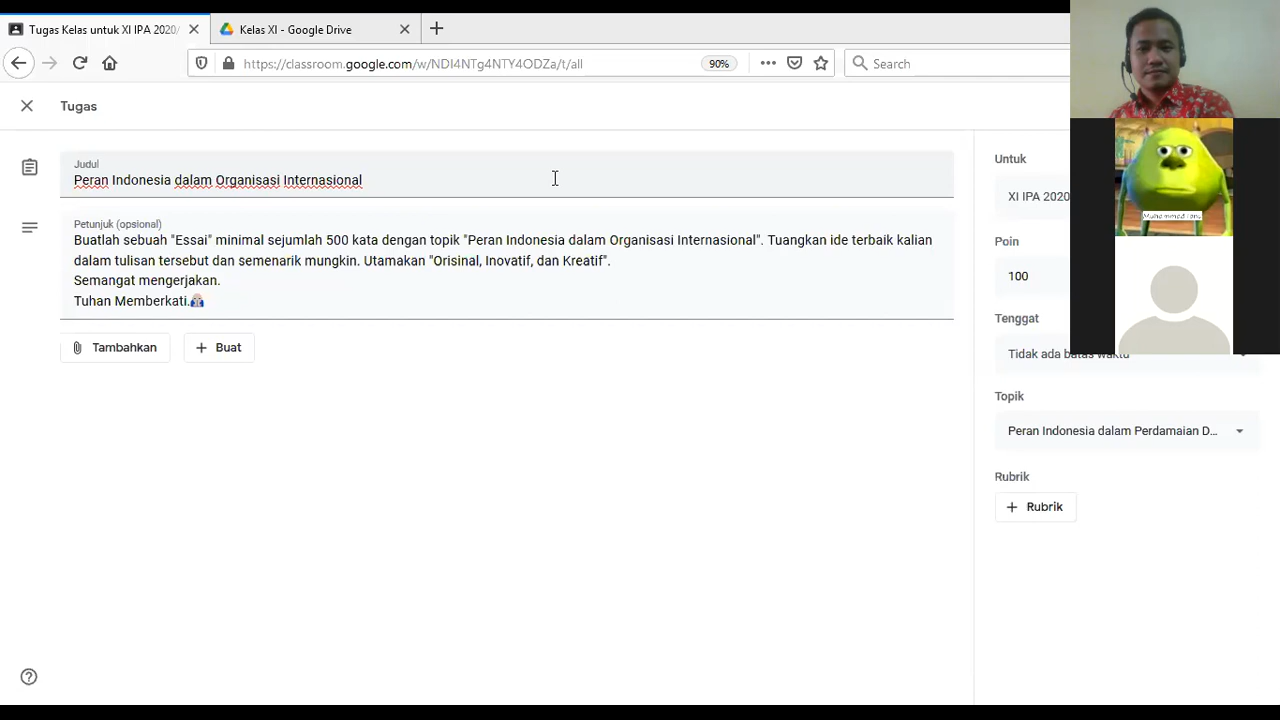 Tugas Kelas untuk XI IPA 2020/
Kelas XI - Google Drive
https://classroom.google.com/w/NDI4NTg4NTY4ODZa/t/all
90%
Search
Tugas
Judul
Peran Indonesia dalam Organisasi Internasional
Petunjuk (opsional)
Buatlah sebuah "Essai" minimal sejumlah 500 kata dengan topik "Peran Indonesia dalam Organisasi Internasional". Tuangkan ide terbaik kalian
dalam tulisan tersebut dan semenarik mungkin. Utamakan "Orisinal, Inovatif, dan Kreatif".
Semangat mengerjakan.
Tuhan Memberkati.
Tambahkan
Buat
Untuk
XI IPA 2020
Poin
100
Tenggat
Tidak ada batas waktu
Topik
Peran Indonesia dalam Perdamaian D...
Rubrik
Rubrik